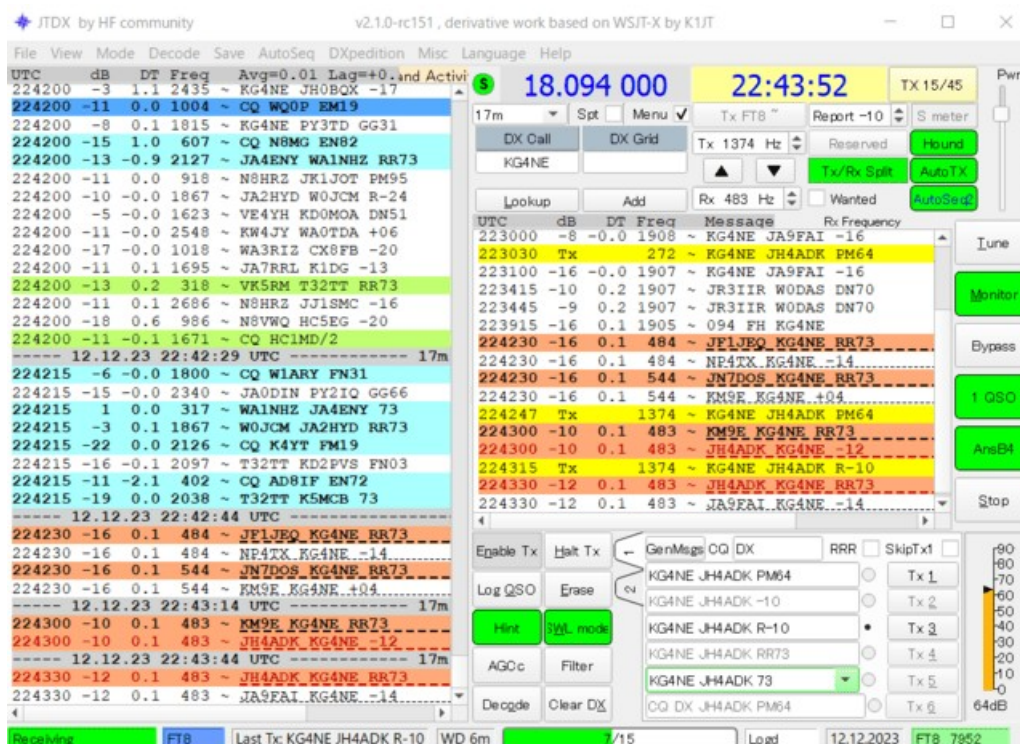 JTDX by HF community v2.1.0-rc151 , derivative work based on WSJT-X by K1JT
File View Mode Decode Save AutoSeq DXpedition Misc Language Help
UTC dB DT Freq Avg=0.01 Lag=+0. and Activi
224200 -3 1.1 2435 ~ KG4NE JH0BQX -17
224200 -11 0.0 1004 ~ CQ WQ0P EM19
224200 -8 0.1 1815 ~ KG4NE PY3TD GG31
224200 -15 1.0 607 ~ CQ N8MG EN82
224200 -13 -0.9 2127 ~ JA4ENY WA1NHZ RR73
224200 -11 0.0 918 ~ N8HRZ JK1JOT PM95
224200 -10 -0.0 1867 ~ JA2HYD W0JCM R-24
224200 -5 -0.0 1623 ~ VE4YH KD0MOA DN51
224200 -11 -0.0 2548 ~ KW4JY WA0TDA +06
224200 -17 -0.0 1018 ~ WA3RIZ CX8FB -20
224200 -11 0.1 1695 ~ JA7RRL K1DG -13
224200 -13 0.2 318 ~ VK5RM T32TT RR73
224200 -11 0.1 2686 ~ N8HRZ JJ1SMC -16
224200 -18 0.6 986 ~ N8VWQ HC5EG -20
224200 -11 -0.1 1671 ~ CQ HC1MD/2
----- 12.12.23 22:42:29 UTC ------------ 17m
224215 -6 -0.0 1800 ~ CQ W1ARY FN31
224215 -15 -0.0 2340 ~ JA0DIN PY2IQ GG66
224215 1 0.0 317 ~ WA1NHZ JA4ENY 73
224215 -3 0.1 1867 ~ W0JCM JA2HYD RR73
224215 -22 0.0 2126 ~ CQ K4YT FM19
224215 -16 -0.1 2097 ~ T32TT KD2PVS FN03
224215 -11 -2.1 402 ~ CQ AD8IF EN72
224215 -19 0.0 2038 ~ T32TT K5MCB 73
----- 12.12.23 22:42:44 UTC ------------
224230 -16 0.1 484 ~ JF1JEQ KG4NE RR73
224230 -16 0.1 484 ~ NP4TX KG4NE -14
224230 -16 0.1 544 ~ JN7DOS KG4NE RR73
224230 -16 0.1 544 ~ KM9E KG4NE +04
----- 12.12.23 22:43:14 UTC ------------ 17m
224300 -10 0.1 483 ~ KM9E KG4NE RR73
224300 -10 0.1 483 ~ JH4ADK KG4NE -12
----- 12.12.23 22:43:44 UTC ------------ 17m
224330 -12 0.1 483 ~ JH4ADK KG4NE RR73
224330 -12 0.1 483 ~ JA9FAI KG4NE -14
S 18.094 000 22:43:52 TX 15/45 Pwr
17m Spt Menu Tx FT8 ~ Report -10 S meter
DX Call DX Grid Tx 1374 Hz Reserved Hound
KG4NE Tx/Rx Split AutoTX
Lookup Add Rx 483 Hz Wanted AutoSeq2
UTC dB DT Freq Message Rx Frequency
223000 -8 -0.0 1908 ~ KG4NE JA9FAI -16
223030 Tx 272 ~ KG4NE JH4ADK PM64
223100 -16 -0.0 1907 ~ KG4NE JA9FAI -16
223415 -10 0.2 1907 ~ JR3IIR W0DAS DN70
223445 -9 0.2 1907 ~ JR3IIR W0DAS DN70
223915 -16 0.1 1905 ~ 094 FH KG4NE
224230 -16 0.1 484 ~ JF1JEQ KG4NE RR73
224230 -16 0.1 484 ~ NP4TX KG4NE -14
224230 -16 0.1 544 ~ JN7DOS KG4NE RR73
224230 -16 0.1 544 ~ KM9E KG4NE +04
224247 Tx 1374 ~ KG4NE JH4ADK PM64
224300 -10 0.1 483 ~ KM9E KG4NE RR73
224300 -10 0.1 483 ~ JH4ADK KG4NE -12
224315 Tx 1374 ~ KG4NE JH4ADK R-10
224330 -12 0.1 483 ~ JH4ADK KG4NE RR73
224330 -12 0.1 483 ~ JA9FAI KG4NE -14
Tune
Monitor
Bypass
1 QSO
AnsB4
Stop
Enable Tx Halt Tx 1 GenMsgs CQ DX RRR SkipTx1
KG4NE JH4ADK PM64 Tx 1
Log QSO Erase 2 KG4NE JH4ADK -10 Tx 2
Hint SWL mode KG4NE JH4ADK R-10 Tx 3
KG4NE JH4ADK RR73 Tx 4
AGCc Filter KG4NE JH4ADK 73 Tx 5
Decode Clear DX CQ DX JH4ADK PM64 Tx 6
90
80
70
60
50
40
30
20
10
0
64dB
Receiving FT8 Last Tx: KG4NE JH4ADK R-10 WD 6m 7/15 Logd 12.12.2023 FT8 7952